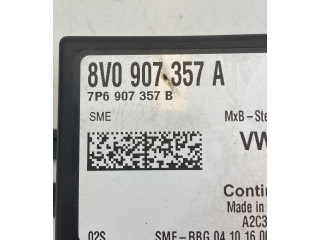 8V0 907 357 A
7P6 907 357 B
SME MxB-Ste
VW
Contin
Made in
A2C3
02S SME-BBG 04.10.16 00